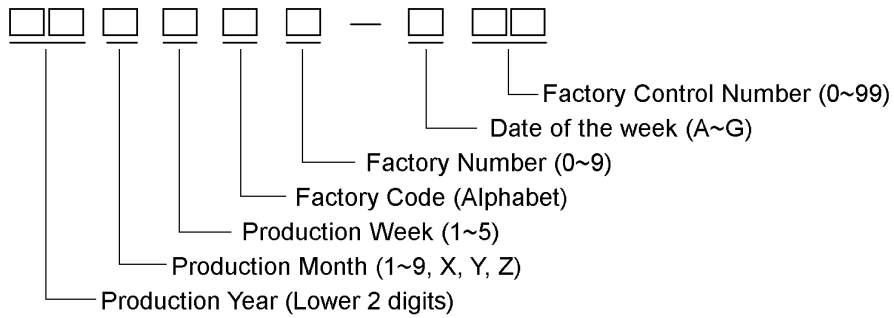 Factory Control Number (0~99)
Date of the week (A~G)
Factory Number (0~9)
Factory Code (Alphabet)
Production Week (1~5)
Production Month (1~9, X, Y, Z)
Production Year (Lower 2 digits)